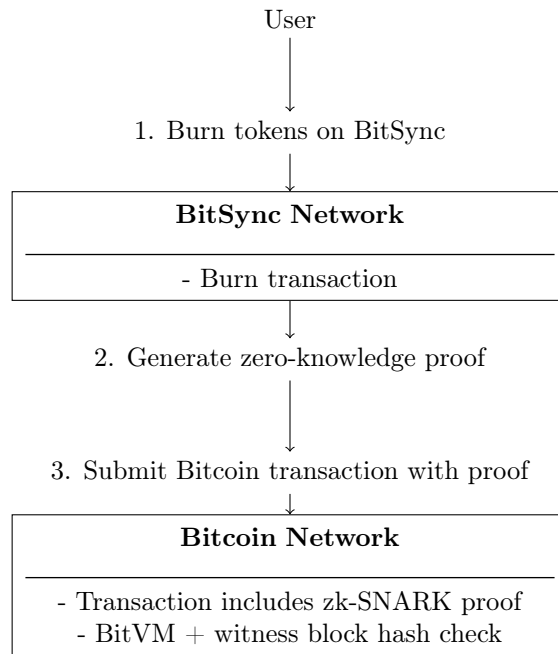 User
1. Burn tokens on BitSync
BitSync Network
- Burn transaction
2. Generate zero-knowledge proof
3. Submit Bitcoin transaction with proof
Bitcoin Network
- Transaction includes zk-SNARK proof
- BitVM + witness block hash check